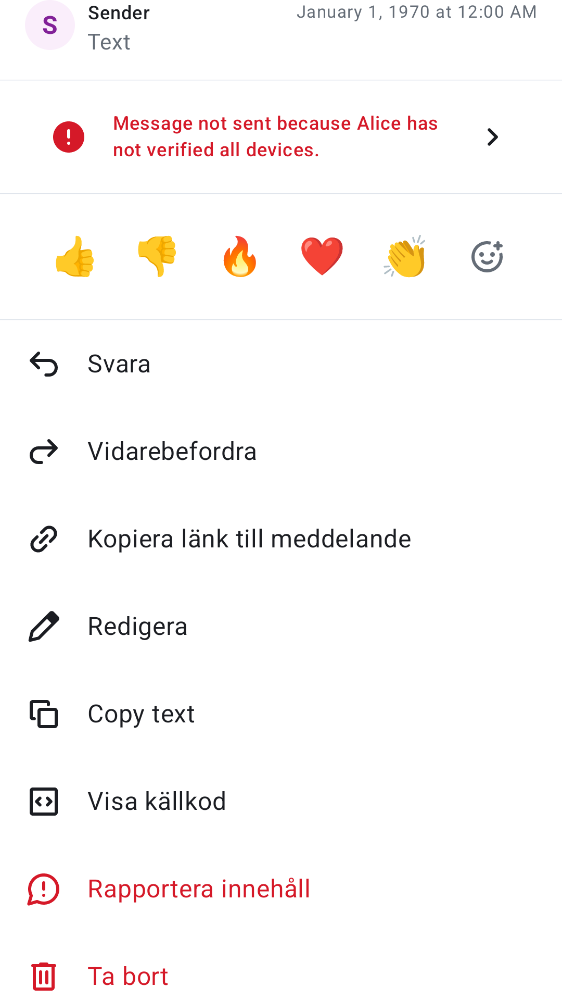 S
Sender
January 1, 1970 at 12:00 AM
Text
Message not sent because Alice has
not verified all devices.
Svara
Vidarebefordra
Kopiera länk till meddelande
Redigera
Copy text
Visa källkod
Rapportera innehåll
Ta bort